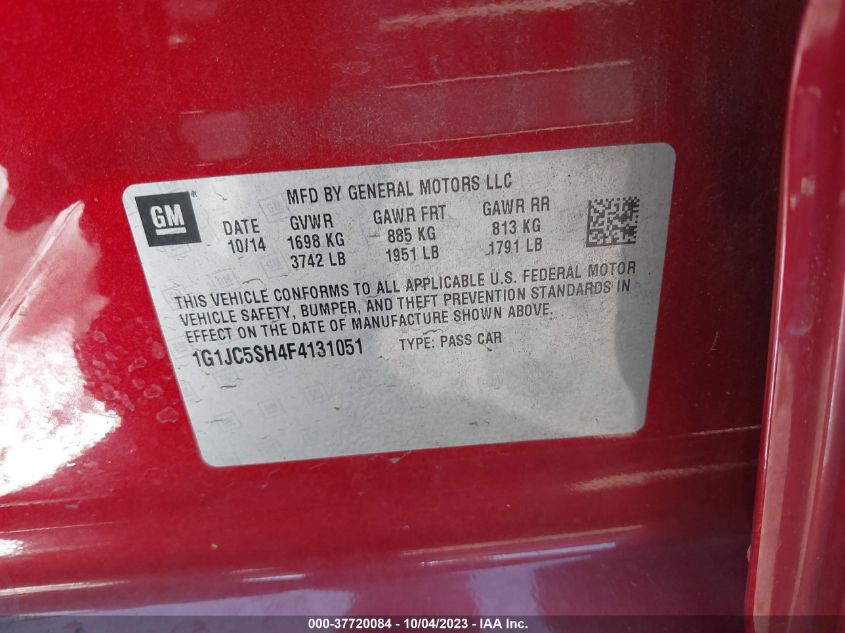 GM
MFD BY GENERAL MOTORS LLC
DATE GVWR GAWR FRT GAWR RR
10/14 1698 KG 885 KG 813 KG
3742 LB 1951 LB 1791 LB
THIS VEHICLE CONFORMS TO ALL APPLICABLE U.S. FEDERAL MOTOR
VEHICLE SAFETY, BUMPER, AND THEFT PREVENTION STANDARDS IN
EFFECT ON THE DATE OF MANUFACTURE SHOWN ABOVE.
1G1JC5SH4F4131051 TYPE: PASS CAR
000-37720084 - 10/04/2023 - IAA Inc.